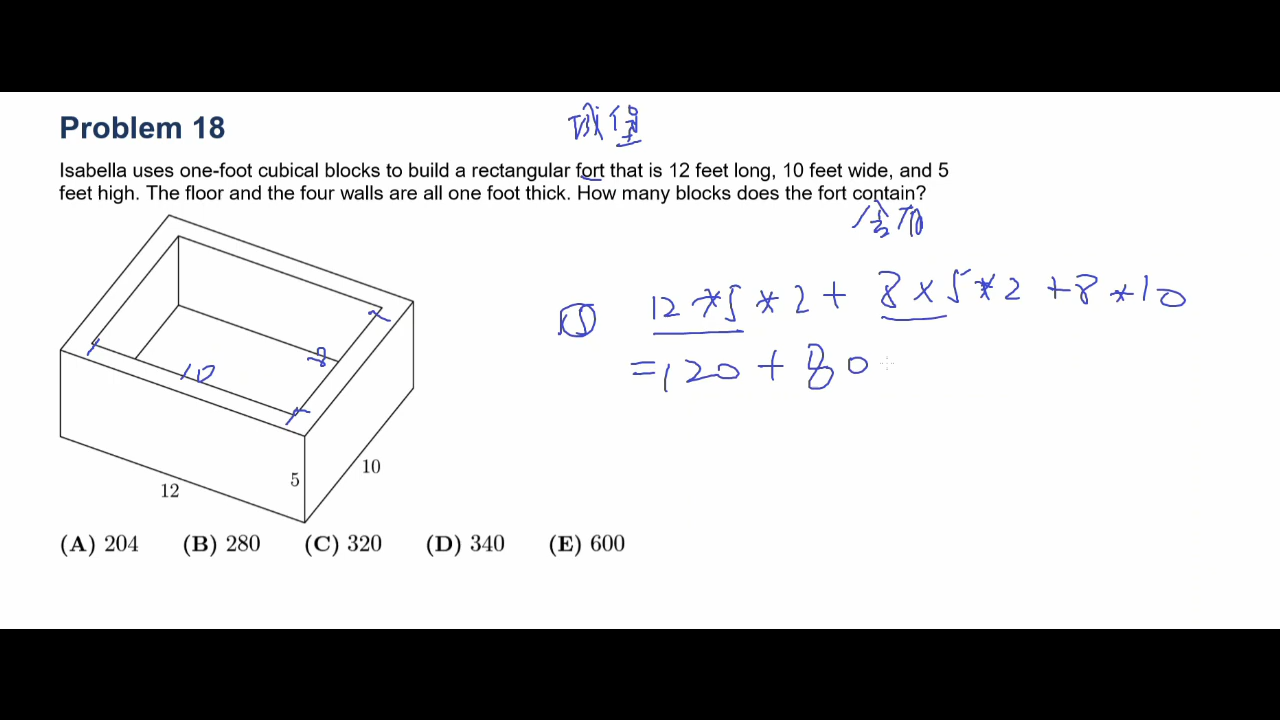 Problem 18
城堡
Isabella uses one-foot cubical blocks to build a rectangular fort that is 12 feet long, 10 feet wide, and 5
feet high. The floor and the four walls are all one foot thick. How many blocks does the fort contain?
含有
① 12*5*2+ 8×5*2 +8*10
=120+80
10
8
5
10
12
(A) 204 (B) 280 (C) 320 (D) 340 (E) 600